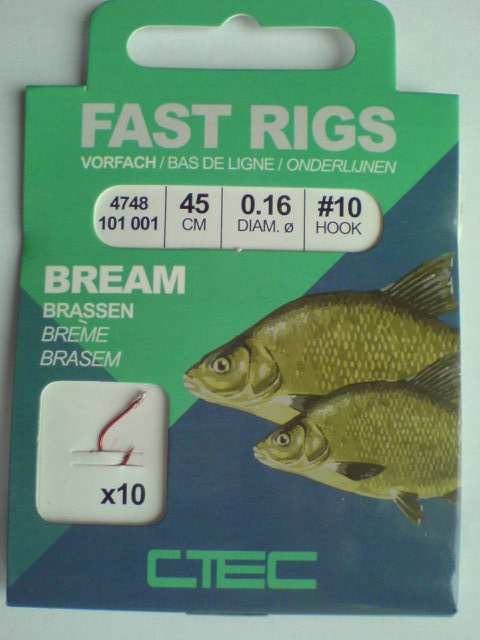 FAST RIGS
VORFACH / BAS DE LIGNE / ONDERLIJNEN
4748 45 0.16 #10
101 001 CM DIAM. ø HOOK
BREAM
BRASSEN
BRÈME
BRASEM
x10
CTEC